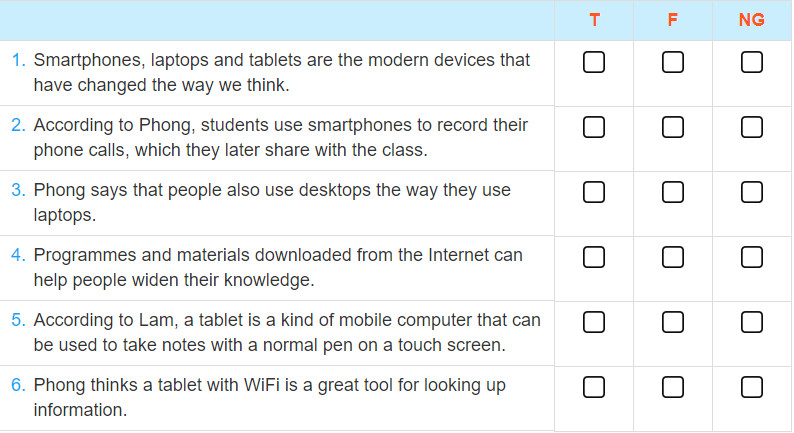 T F NG
1. Smartphones, laptops and tablets are the modern devices that
have changed the way we think.
2. According to Phong, students use smartphones to record their
phone calls, which they later share with the class.
3. Phong says that people also use desktops the way they use
laptops.
4. Programmes and materials downloaded from the Internet can
help people widen their knowledge.
5. According to Lam, a tablet is a kind of mobile computer that can
be used to take notes with a normal pen on a touch screen.
6. Phong thinks a tablet with WiFi is a great tool for looking up
information.